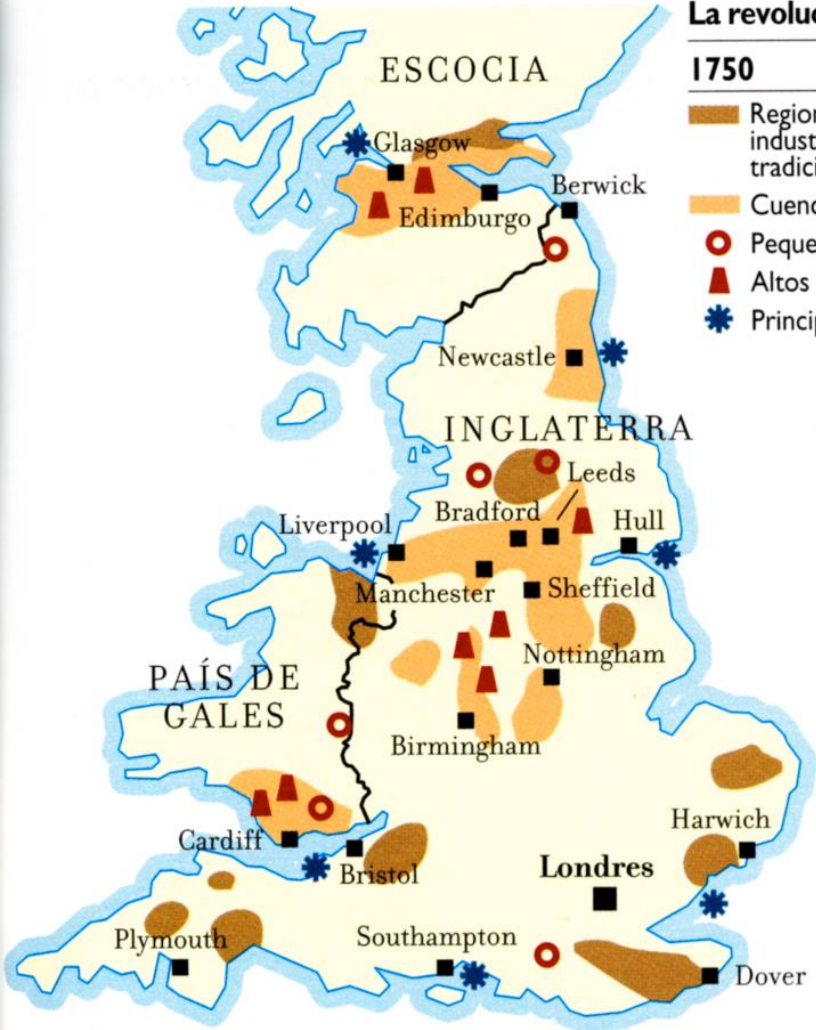 La revoluc
1750
Region
indust
tradici
Cuenc
Peque
Altos
Princip
ESCOCIA
Glasgow
Edimburgo
Berwick
Newcastle
INGLATERRA
Leeds
Bradford
Liverpool
Hull
Manchester
Sheffield
PAÍS DE
GALES
Nottingham
Birmingham
Harwich
Cardiff
Bristol
Londres
Plymouth
Southampton
Dover